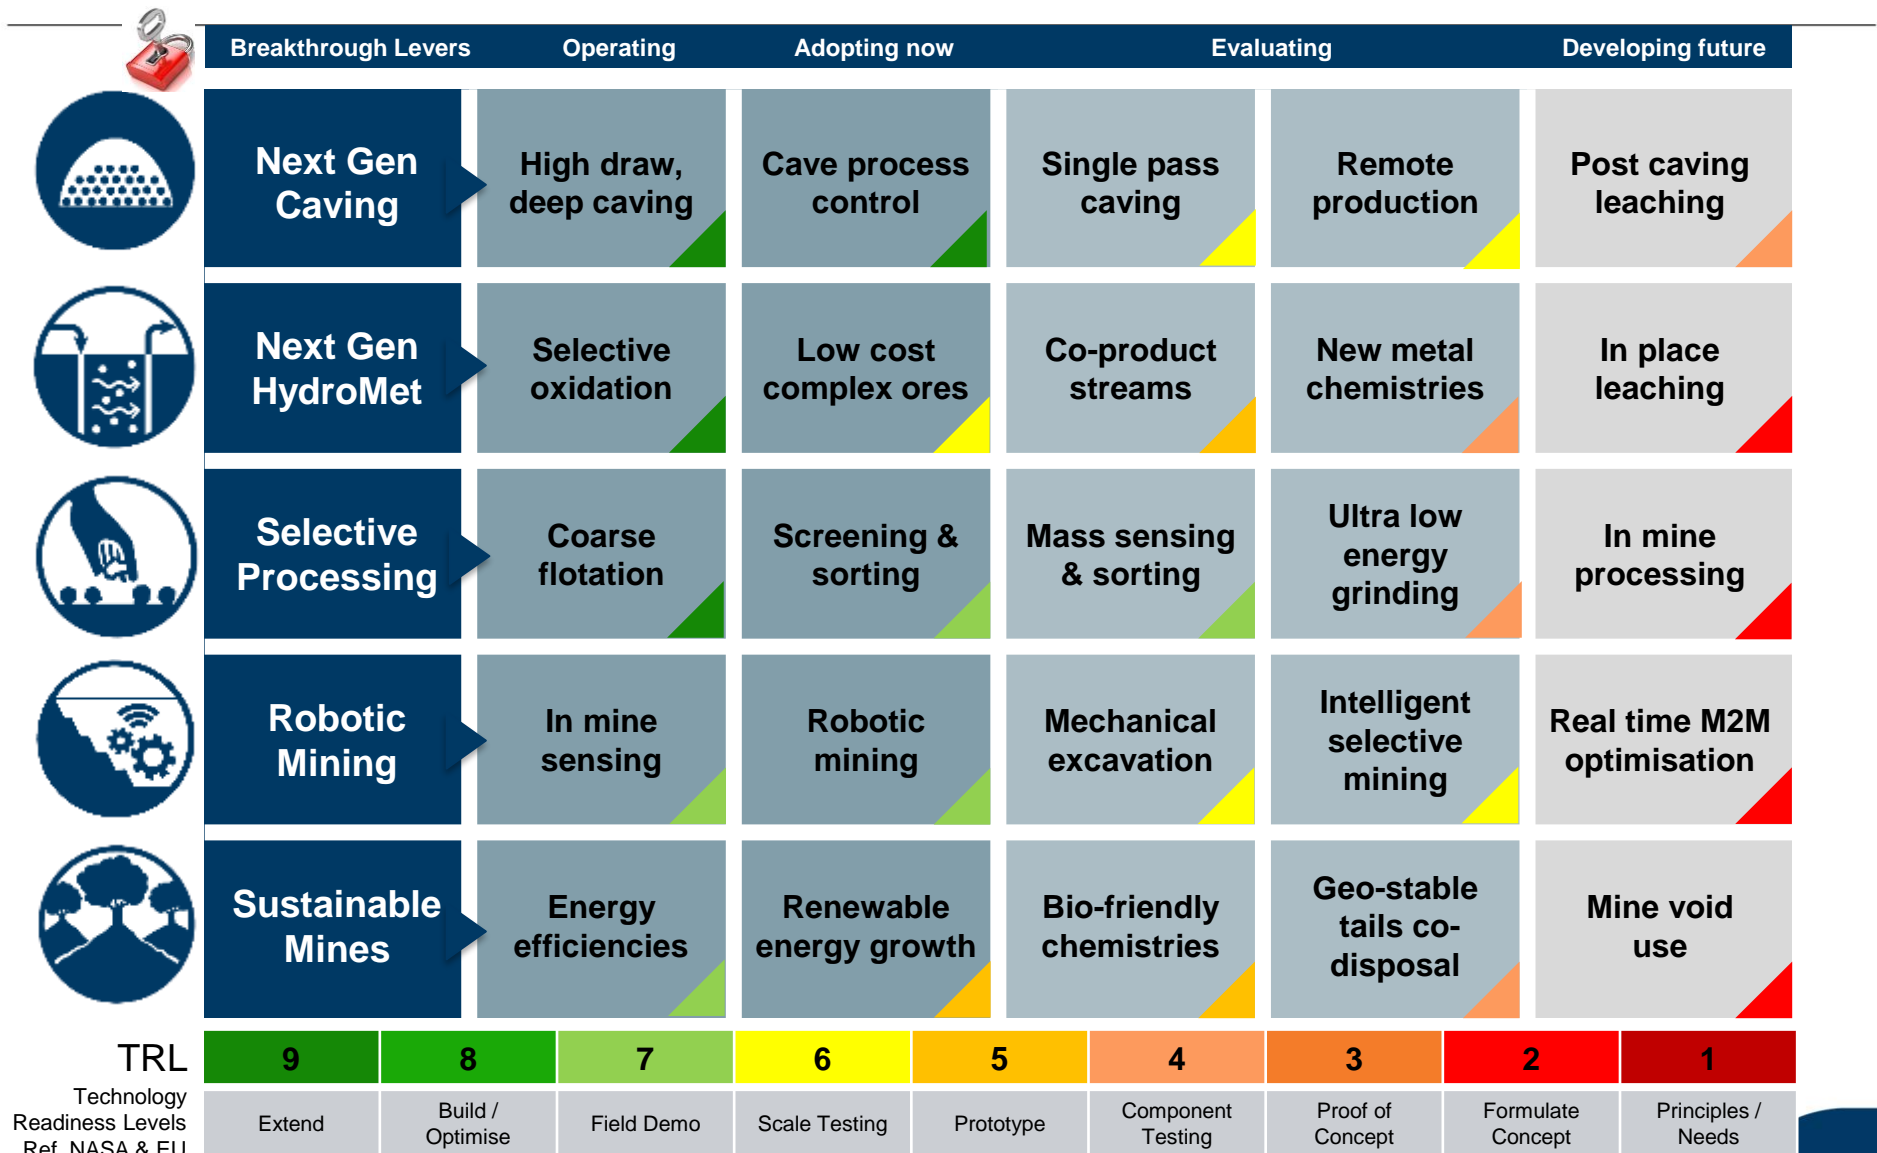 Breakthrough Levers Operating Adopting now Evaluating Developing future
Next Gen
Caving
High draw,
deep caving
Cave process
control
Single pass
caving
Remote
production
Post caving
leaching
Next Gen
HydroMet
Selective
oxidation
Low cost
complex ores
Co-product
streams
New metal
chemistries
In place
leaching
Selective
Processing
Coarse
flotation
Screening &
sorting
Mass sensing
& sorting
Ultra low
energy
grinding
In mine
processing
Robotic
Mining
In mine
sensing
Robotic
mining
Mechanical
excavation
Intelligent
selective
mining
Real time M2M
optimisation
Sustainable
Mines
Energy
efficiencies
Renewable
energy growth
Bio-friendly
chemistries
Geo-stable
tails co-
disposal
Mine void
use
TRL 9 8 7 6 5 4 3 2 1
Technology
Readiness Levels
Ref. NASA & EU
Extend
Build /
Optimise
Field Demo
Scale Testing
Prototype
Component
Testing
Proof of
Concept
Formulate
Concept
Principles /
Needs